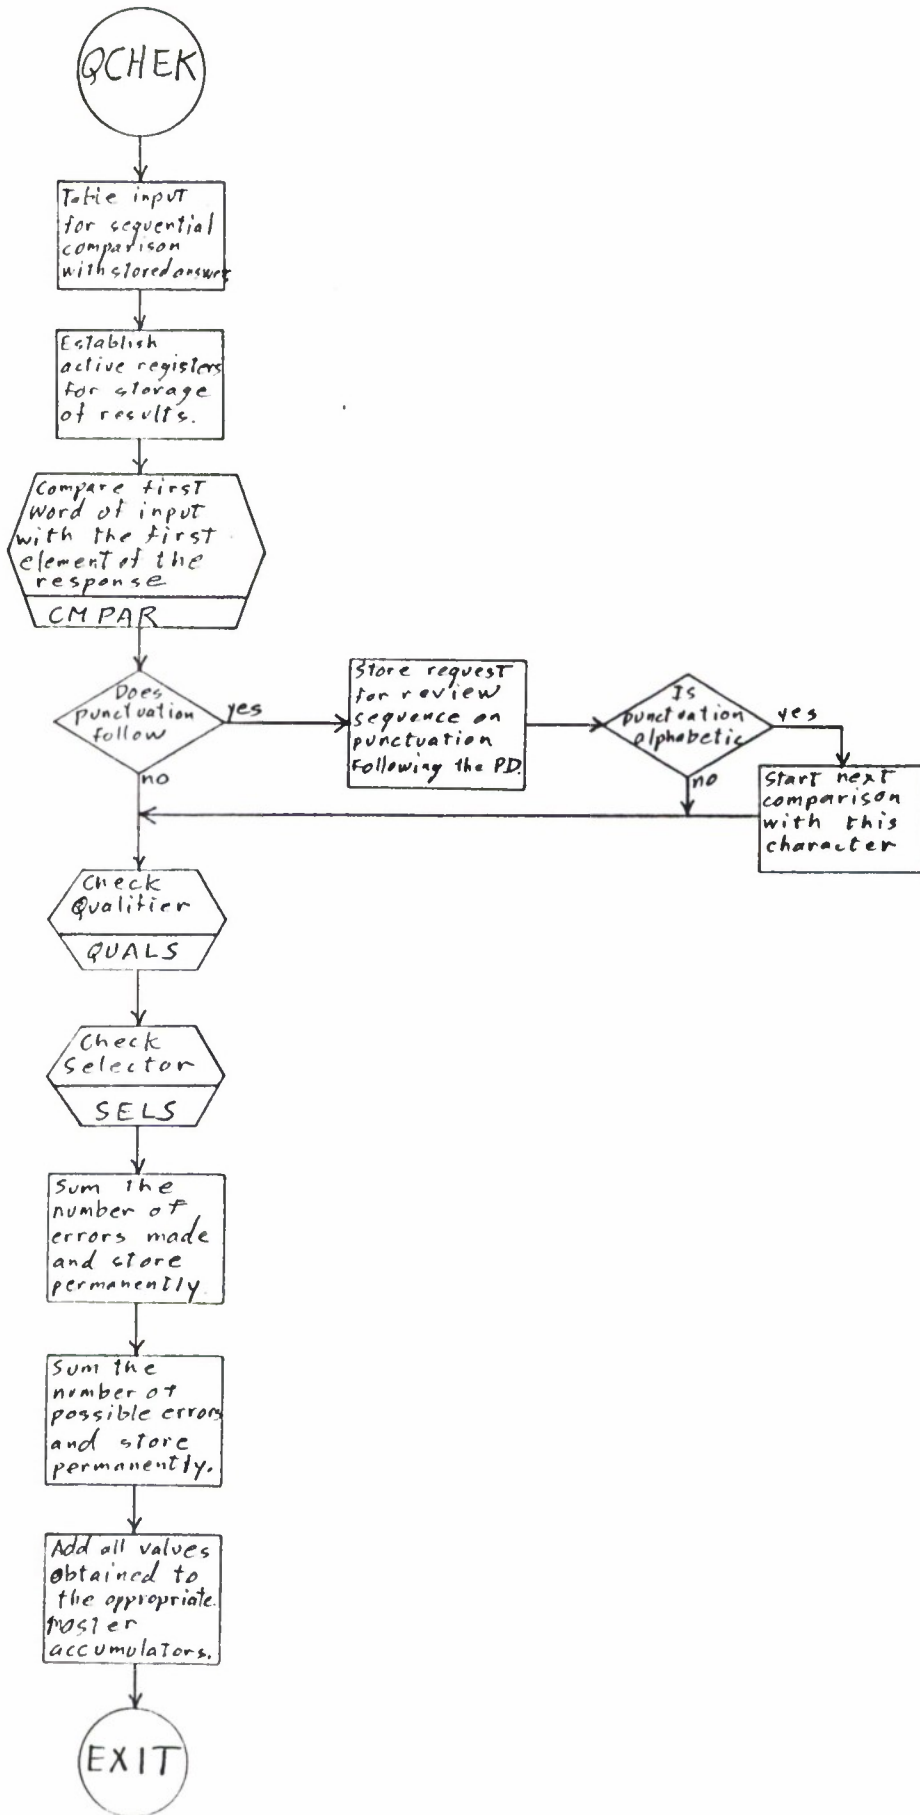 QCHEK
Table input
for sequential
comparison
with stored answer
Establish
active registers
for storage
of results.
Compare first
word of input
with the first
element of the
response
CMPAR
Does
punctuation
follow
yes
no
Store request
for review
sequence on
punctuation
following the P.D.
Is
punctuation
alphabetic
yes
no
Start next
comparison
with this
character
Check
Qualifier
QUALS
Check
Selector
SELS
Sum the
number of
errors made
and store
permanently.
Sum the
number of
possible errors
and store
permanently.
Add all values
obtained to
the appropriate
master
accumulators.
EXIT